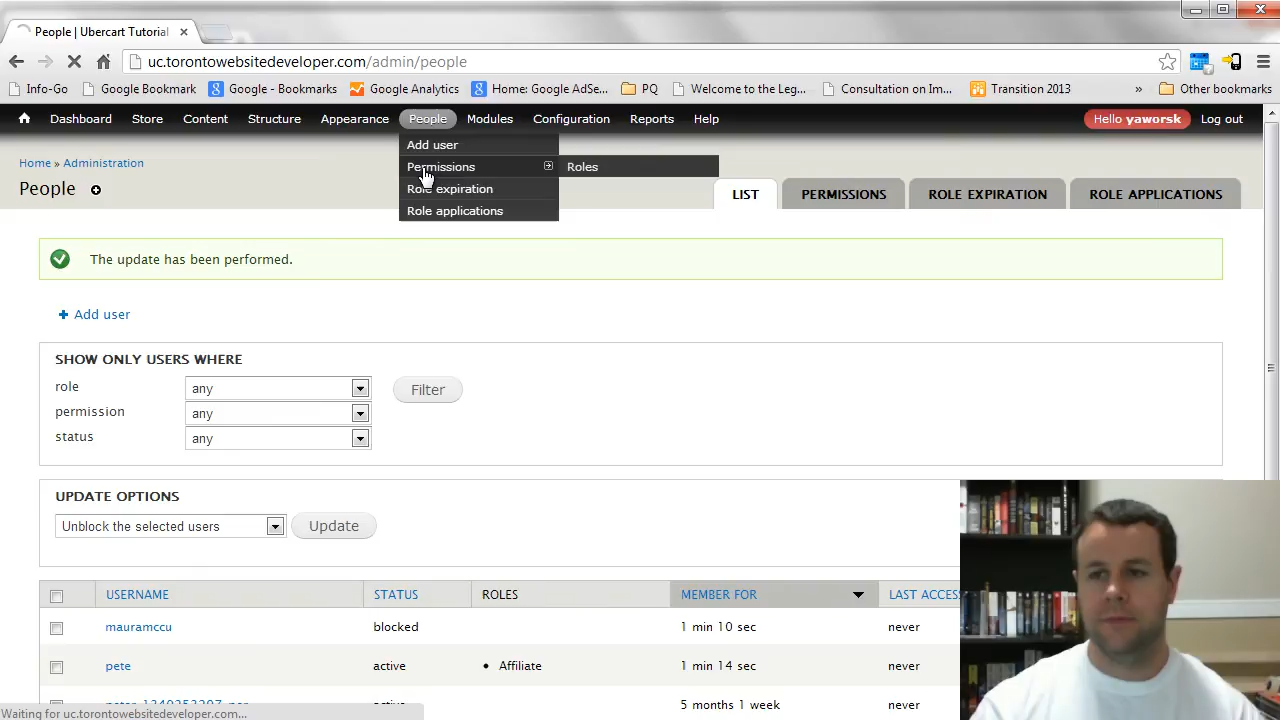 People | Ubercart Tutorial
uc.torontowebsitedeveloper.com/admin/people
Info-Go Google Bookmark Google Bookmarks Google Analytics Home: Google AdSe... PQ Welcome to the Leg... Consultation on Im... Transition 2013 » Other bookmarks
Dashboard Store Content Structure Appearance People Modules Configuration Reports Help Hello yaworsk Log out
Add user
Permissions Roles
Role expiration
Role applications
Home » Administration
People
LIST PERMISSIONS ROLE EXPIRATION ROLE APPLICATIONS
The update has been performed.
+ Add user
SHOW ONLY USERS WHERE
role any Filter
permission any
status any
UPDATE OPTIONS
Unblock the selected users Update
USERNAME STATUS ROLES MEMBER FOR LAST ACCESS
mauramccu blocked 1 min 10 sec never
pete active • Affiliate 1 min 14 sec never
5 months 1 week never
Waiting for uc.torontowebsitedeveloper.com...